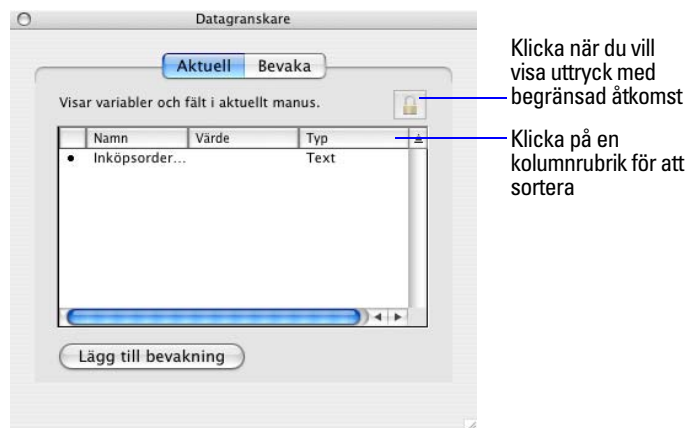 Datagranskare
Aktuell Bevaka
Visar variabler och fält i aktuellt manus.
Namn Värde Typ
Inköpsorder... Text
Lägg till bevakning
Klicka när du vill
visa uttryck med
begränsad åtkomst
Klicka på en
kolumnrubrik för att
sortera